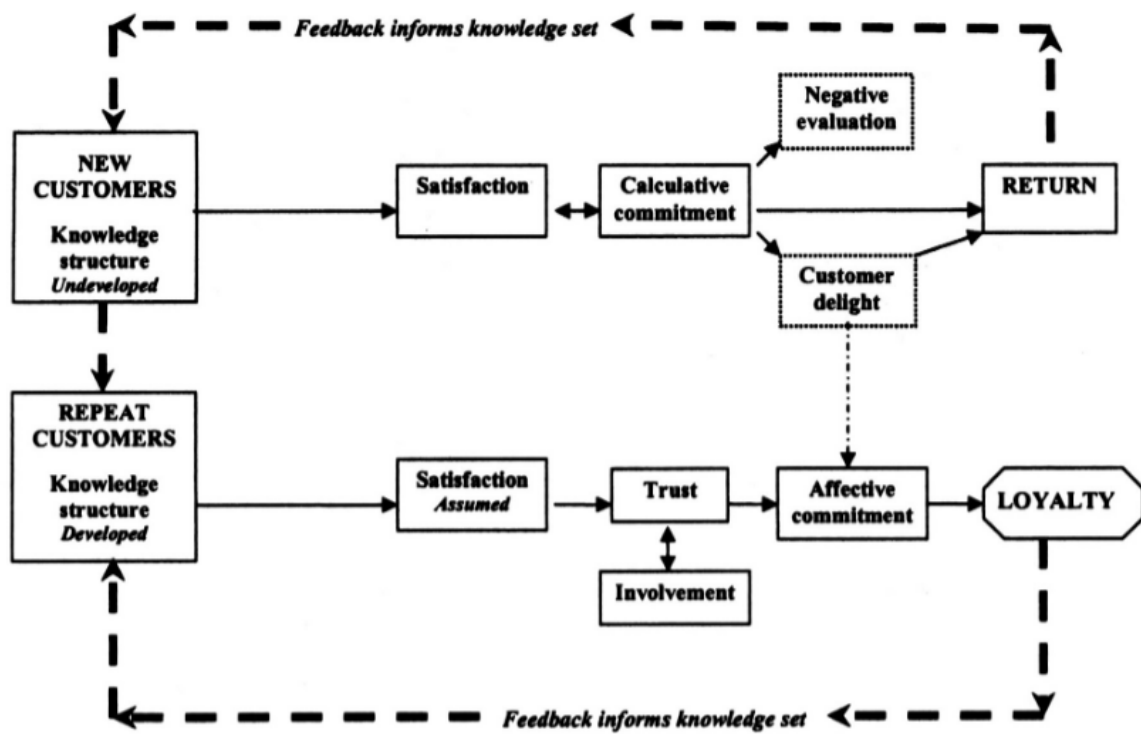 Feedback informs knowledge set
NEW
CUSTOMERS
Knowledge
structure
Undeveloped
Satisfaction
Calculative
commitment
Negative
evaluation
Customer
delight
RETURN
REPEAT
CUSTOMERS
Knowledge
structure
Developed
Satisfaction
Assumed
Trust
Involvement
Affective
commitment
LOYALTY
Feedback informs knowledge set